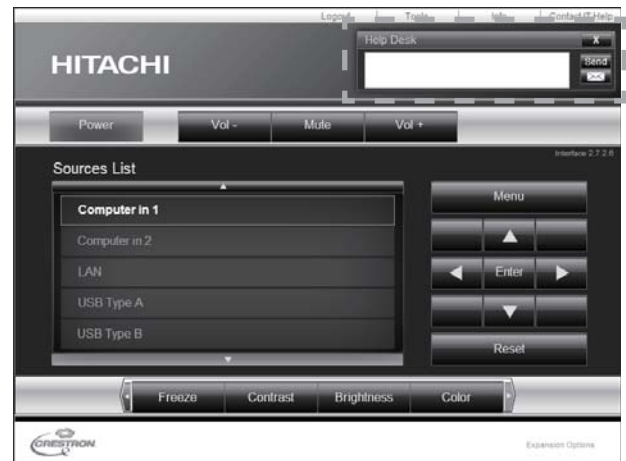 Logout Tools Info Contact IT Help
Help Desk X
Send
HITACHI
Power Vol - Mute Vol +
Interface 2.7.2.6
Sources List
Computer in 1
Computer in 2
LAN
USB Type A
USB Type B
Menu
Enter
Reset
Freeze Contrast Brightness Color
CRESTRON
Expansion Options